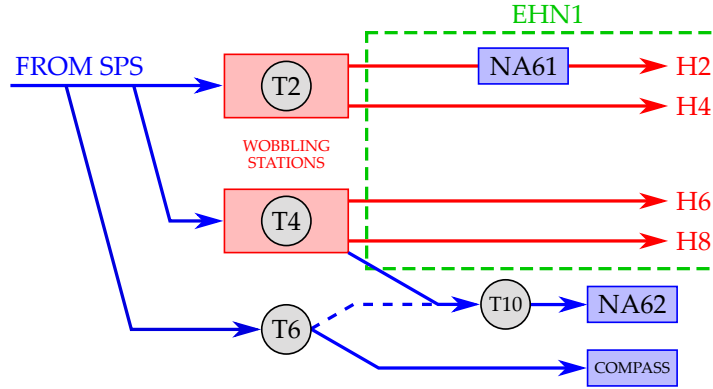 EHN1
FROM SPS
T2
NA61
H2
H4
WOBBLING
STATIONS
T4
H6
H8
T6
T10
NA62
COMPASS